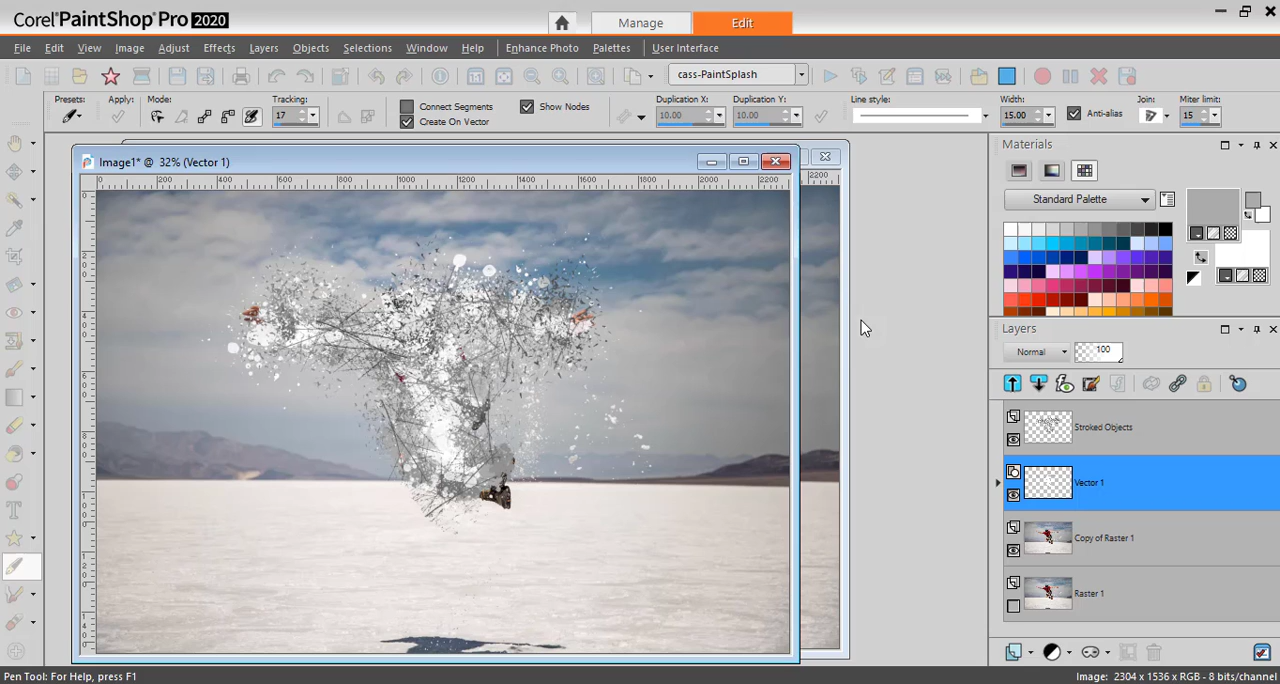 Corel PaintShop Pro 2020
Manage
Edit
File Edit View Image Adjust Effects Layers Objects Selections Window Help Enhance Photo Palettes User Interface
cass-PaintSplash
Presets: Apply: Mode: Tracking: Connect Segments Show Nodes Duplication X: Duplication Y: Line style: Width: Anti-alias Join: Miter limit:
17 Create On Vector 10.00 10.00 15.00 15
Materials
Image1* @ 32% (Vector 1)
200 400 600 800 1000 1200 1400 1600 1800 2000 2200
2200
Standard Palette
Layers
Normal 100
Stroked Objects
Vector 1
Copy of Raster 1
Raster 1
Pen Tool: For Help, press F1
Image: 2304 x 1536 x RGB - 8 bits/channel